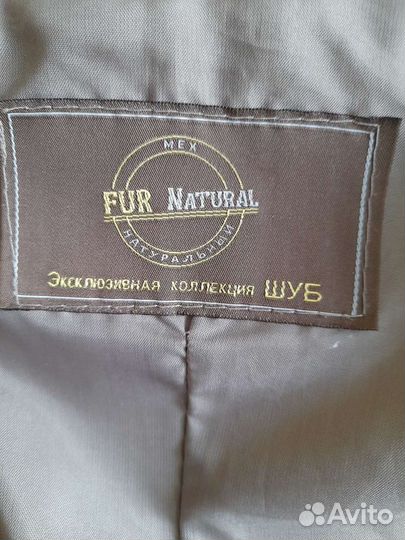 МЕХ
FUR NATURAL
НАТУРАЛЬНЫЙ
Эксклюзивная коллекция ШУБ
Avito